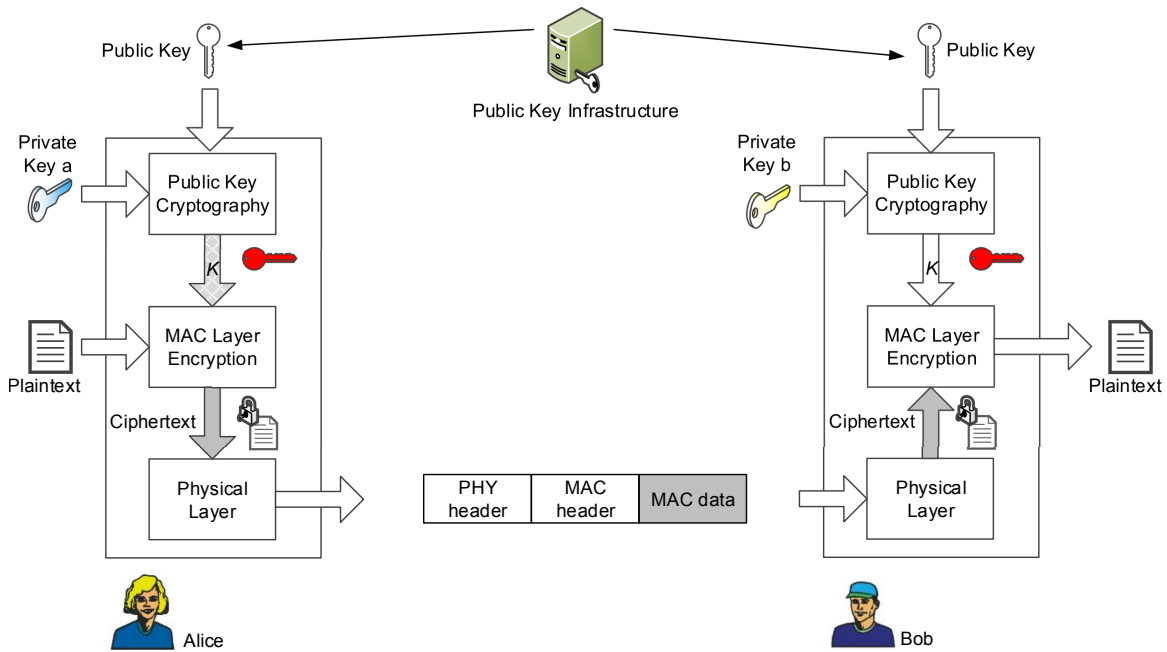 Public Key
Public Key
Public Key Infrastructure
Private
Key a
Public Key
Cryptography
K
MAC Layer
Encryption
Plaintext
Ciphertext
Physical
Layer
PHY
header
MAC
header
MAC data
Private
Key b
Public Key
Cryptography
K
MAC Layer
Encryption
Plaintext
Ciphertext
Physical
Layer
Alice
Bob